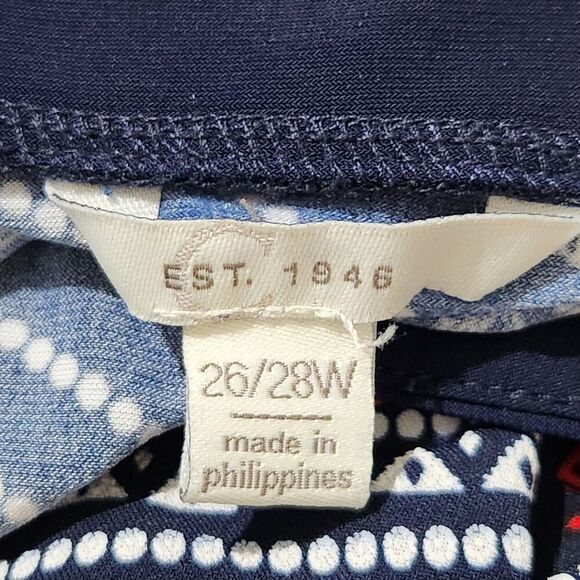 EST. 1946
26/28W
made in
philippines